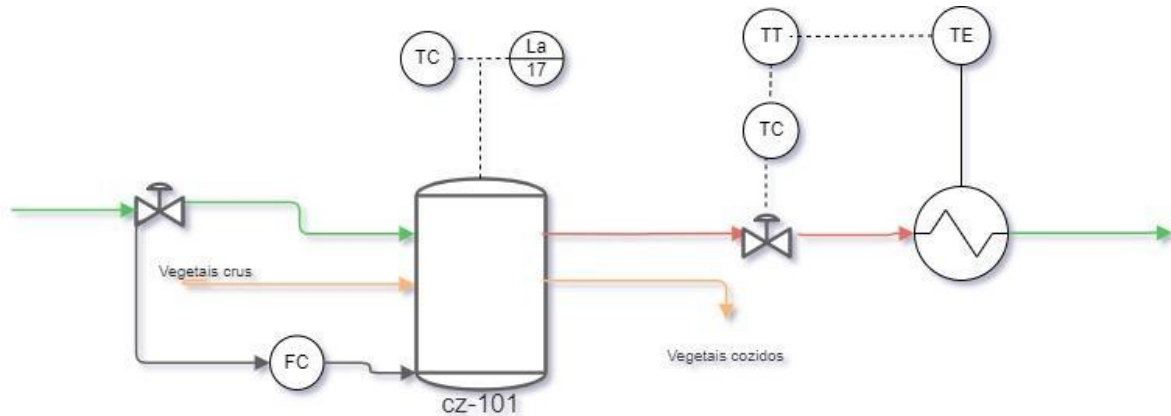 TT
TE
TC
La
17
TC
Vegetais crus
Vegetais cozidos
FC
cz-101